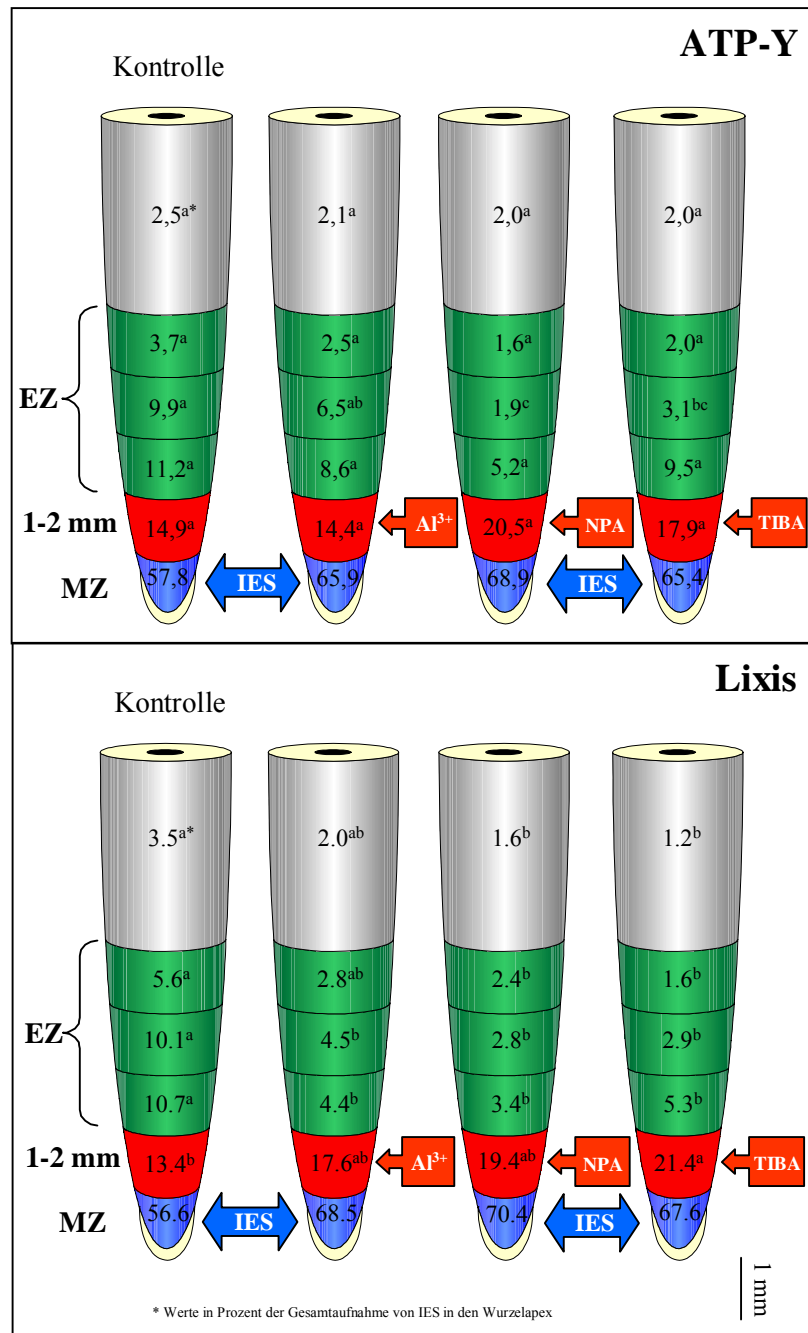 ATP-Y
Kontrolle
2,5ᵃ* 2,1ᵃ 2,0ᵃ 2,0ᵃ
3,7ᵃ 2,5ᵃ 1,6ᵃ 2,0ᵃ
EZ 9,9ᵃ 6,5ᵃᵇ 1,9ᶜ 3,1ᵇᶜ
11,2ᵃ 8,6ᵃ 5,2ᵃ 9,5ᵃ
1-2 mm 14,9ᵃ 14,4ᵃ Al³⁺ 20,5ᵃ NPA 17,9ᵃ TIBA
MZ 57,8 IES 65,9 68,9 IES 65,4
Lixis
Kontrolle
3.5ᵃ* 2.0ᵃᵇ 1.6ᵇ 1.2ᵇ
5.6ᵃ 2.8ᵃᵇ 2.4ᵇ 1.6ᵇ
EZ 10.1ᵃ 4.5ᵇ 2.8ᵇ 2.9ᵇ
10.7ᵃ 4.4ᵇ 3.4ᵇ 5.3ᵇ
1-2 mm 13.4ᵇ 17.6ᵃᵇ Al³⁺ 19.4ᵃᵇ NPA 21.4ᵃ TIBA
MZ 56.6 IES 68.5 70.4 IES 67.6
1 mm
* Werte in Prozent der Gesamtaufnahme von IES in den Wurzelapex